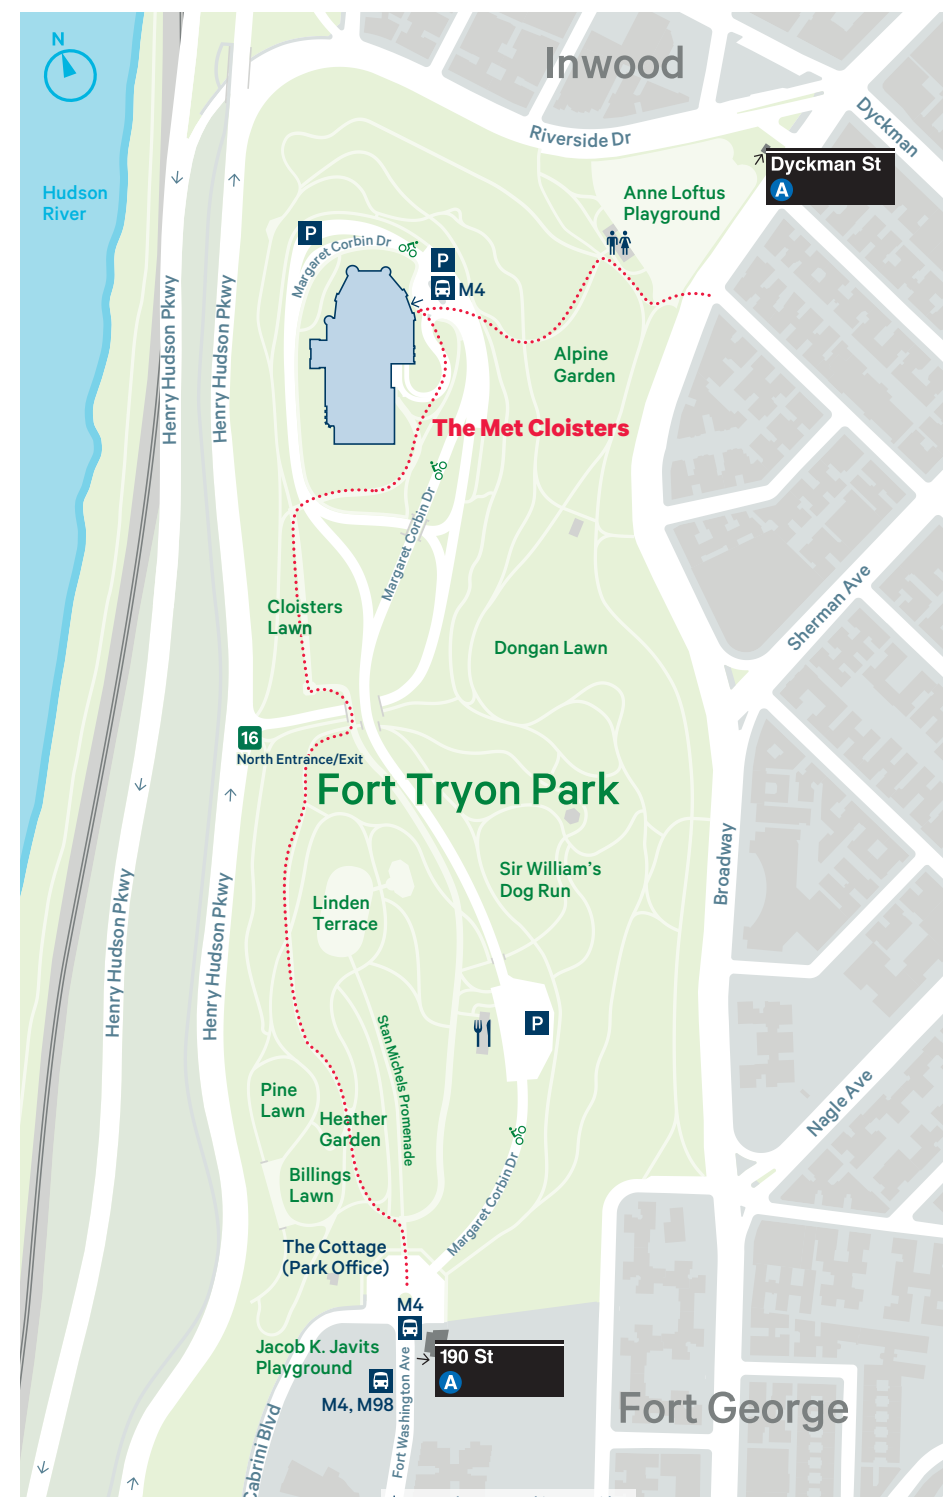 N
Inwood
Dyckman
Riverside Dr
Dyckman St
A
Hudson
River
Anne Loftus
Playground
P
Margaret Corbin Dr
P
M4
Henry Hudson Pkwy
Henry Hudson Pkwy
Alpine
Garden
The Met Cloisters
Margaret Corbin Dr
Sherman Ave
Cloisters
Lawn
Dongan Lawn
16
North Entrance/Exit
Fort Tryon Park
Broadway
Sir William's
Dog Run
Linden
Terrace
Henry Hudson Pkwy
Henry Hudson Pkwy
P
Stan Michels Promenade
Pine
Lawn
Heather
Garden
Nagle Ave
Billings
Lawn
Margaret Corbin Dr
The Cottage
(Park Office)
M4
Jacob K. Javits
Playground
190 St
A
M4, M98
Fort Washington Ave
Cabrini Blvd
Fort George